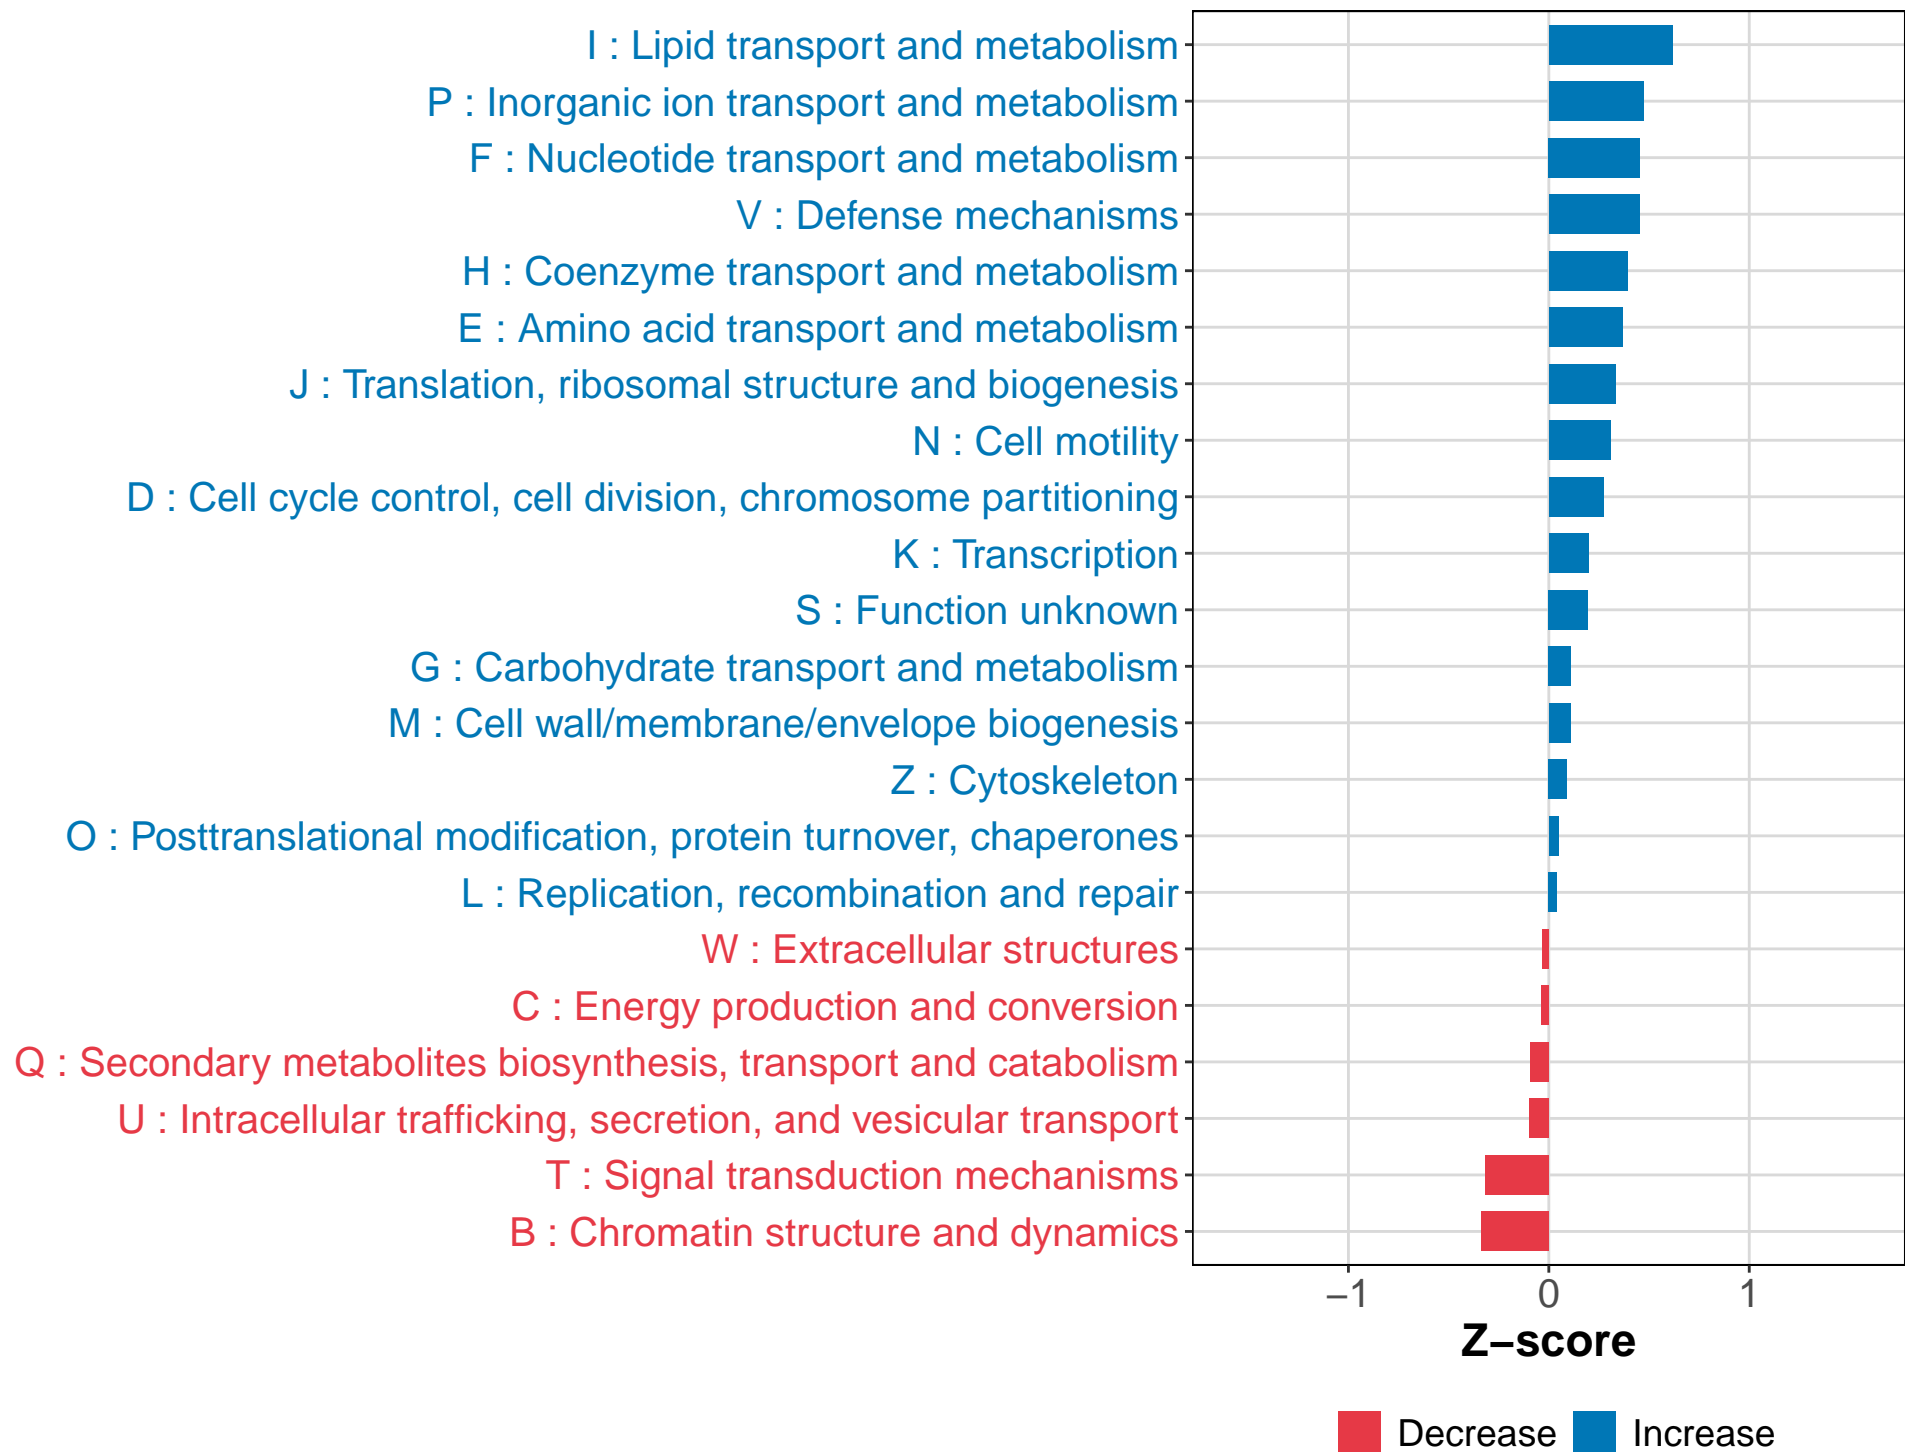 I : Lipid transport and metabolism
P : Inorganic ion transport and metabolism
F : Nucleotide transport and metabolism
V : Defense mechanisms
H : Coenzyme transport and metabolism
E : Amino acid transport and metabolism
J : Translation, ribosomal structure and biogenesis
N : Cell motility
D : Cell cycle control, cell division, chromosome partitioning
K : Transcription
S : Function unknown
G : Carbohydrate transport and metabolism
M : Cell wall/membrane/envelope biogenesis
Z : Cytoskeleton
O : Posttranslational modification, protein turnover, chaperones
L : Replication, recombination and repair
W : Extracellular structures
C : Energy production and conversion
Q : Secondary metabolites biosynthesis, transport and catabolism
U : Intracellular trafficking, secretion, and vesicular transport
T : Signal transduction mechanisms
B : Chromatin structure and dynamics
−1 0 1
Z−score
Decrease Increase